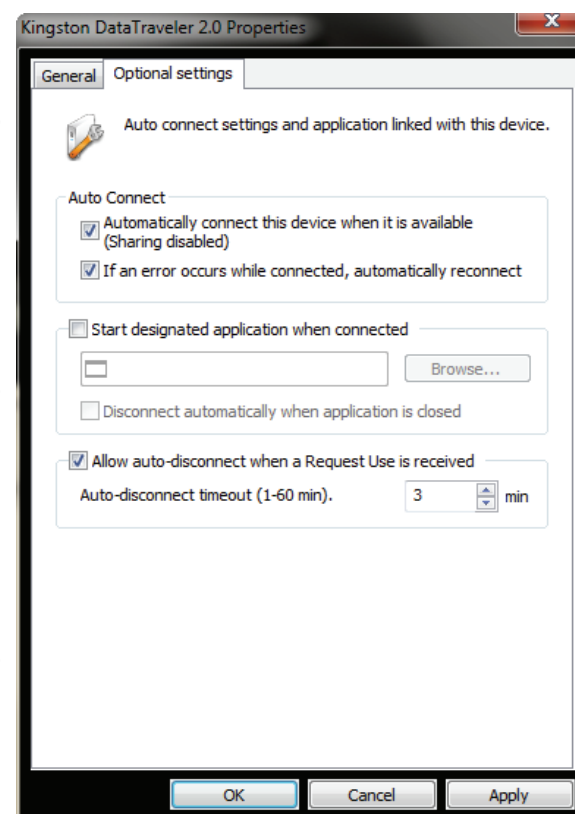 Kingston DataTraveler 2.0 Properties
General Optional settings
Auto connect settings and application linked with this device.
Auto Connect
Automatically connect this device when it is available
(Sharing disabled)
If an error occurs while connected, automatically reconnect
Start designated application when connected
Browse...
Disconnect automatically when application is closed
Allow auto-disconnect when a Request Use is received
Auto-disconnect timeout (1-60 min). 3 min
OK Cancel Apply